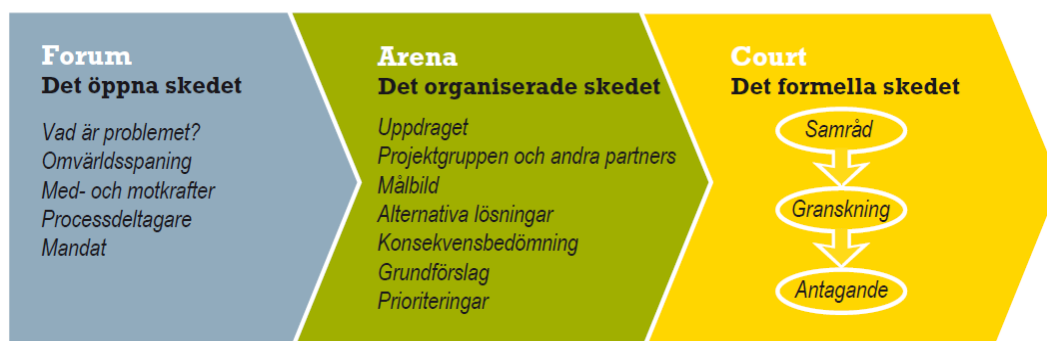 Forum
Det öppna skedet
Vad är problemet?
Omvärldsspaning
Med- och motkrafter
Processdeltagare
Mandat
Arena
Det organiserade skedet
Uppdraget
Projektgruppen och andra partners
Målbild
Alternativa lösningar
Konsekvensbedömning
Grundförslag
Prioriteringar
Court
Det formella skedet
Samråd
Granskning
Antagande